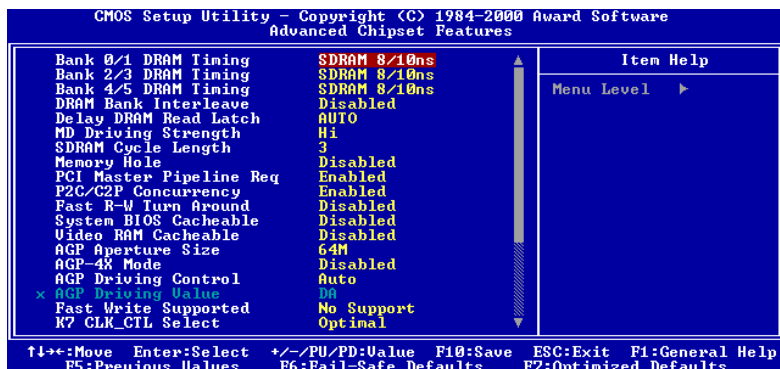 CMOS Setup Utility - Copyright (C) 1984-2000 Award Software
Advanced Chipset Features
Bank 0/1 DRAM Timing SDRAM 8/10ns
Bank 2/3 DRAM Timing SDRAM 8/10ns
Bank 4/5 DRAM Timing SDRAM 8/10ns
DRAM Bank Interleave Disabled
Delay DRAM Read Latch AUTO
MD Driving Strength Hi
SDRAM Cycle Length 3
Memory Hole Disabled
PCI Master Pipeline Req Enabled
P2C/C2P Concurrency Enabled
Fast R-W Turn Around Disabled
System BIOS Cacheable Disabled
Video RAM Cacheable Disabled
AGP Aperture Size 64M
AGP-4X Mode Disabled
AGP Driving Control Auto
x AGP Driving Value DA
Fast Write Supported No Support
K7 CLK_CTL Select Optimal
Item Help
Menu Level ►
↑↓→←:Move Enter:Select +/-/PU/PD:Value F10:Save ESC:Exit F1:General Help
F5:Previous Values F6:Fail-Safe Defaults F7:Optimized Defaults